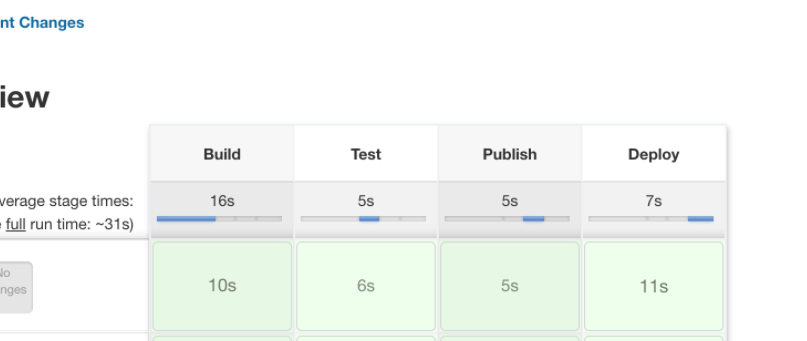 nt Changes
iew
Build Test Publish Deploy
verage stage times: 16s 5s 5s 7s
full run time: ~31s)
No
nges
10s 6s 5s 11s